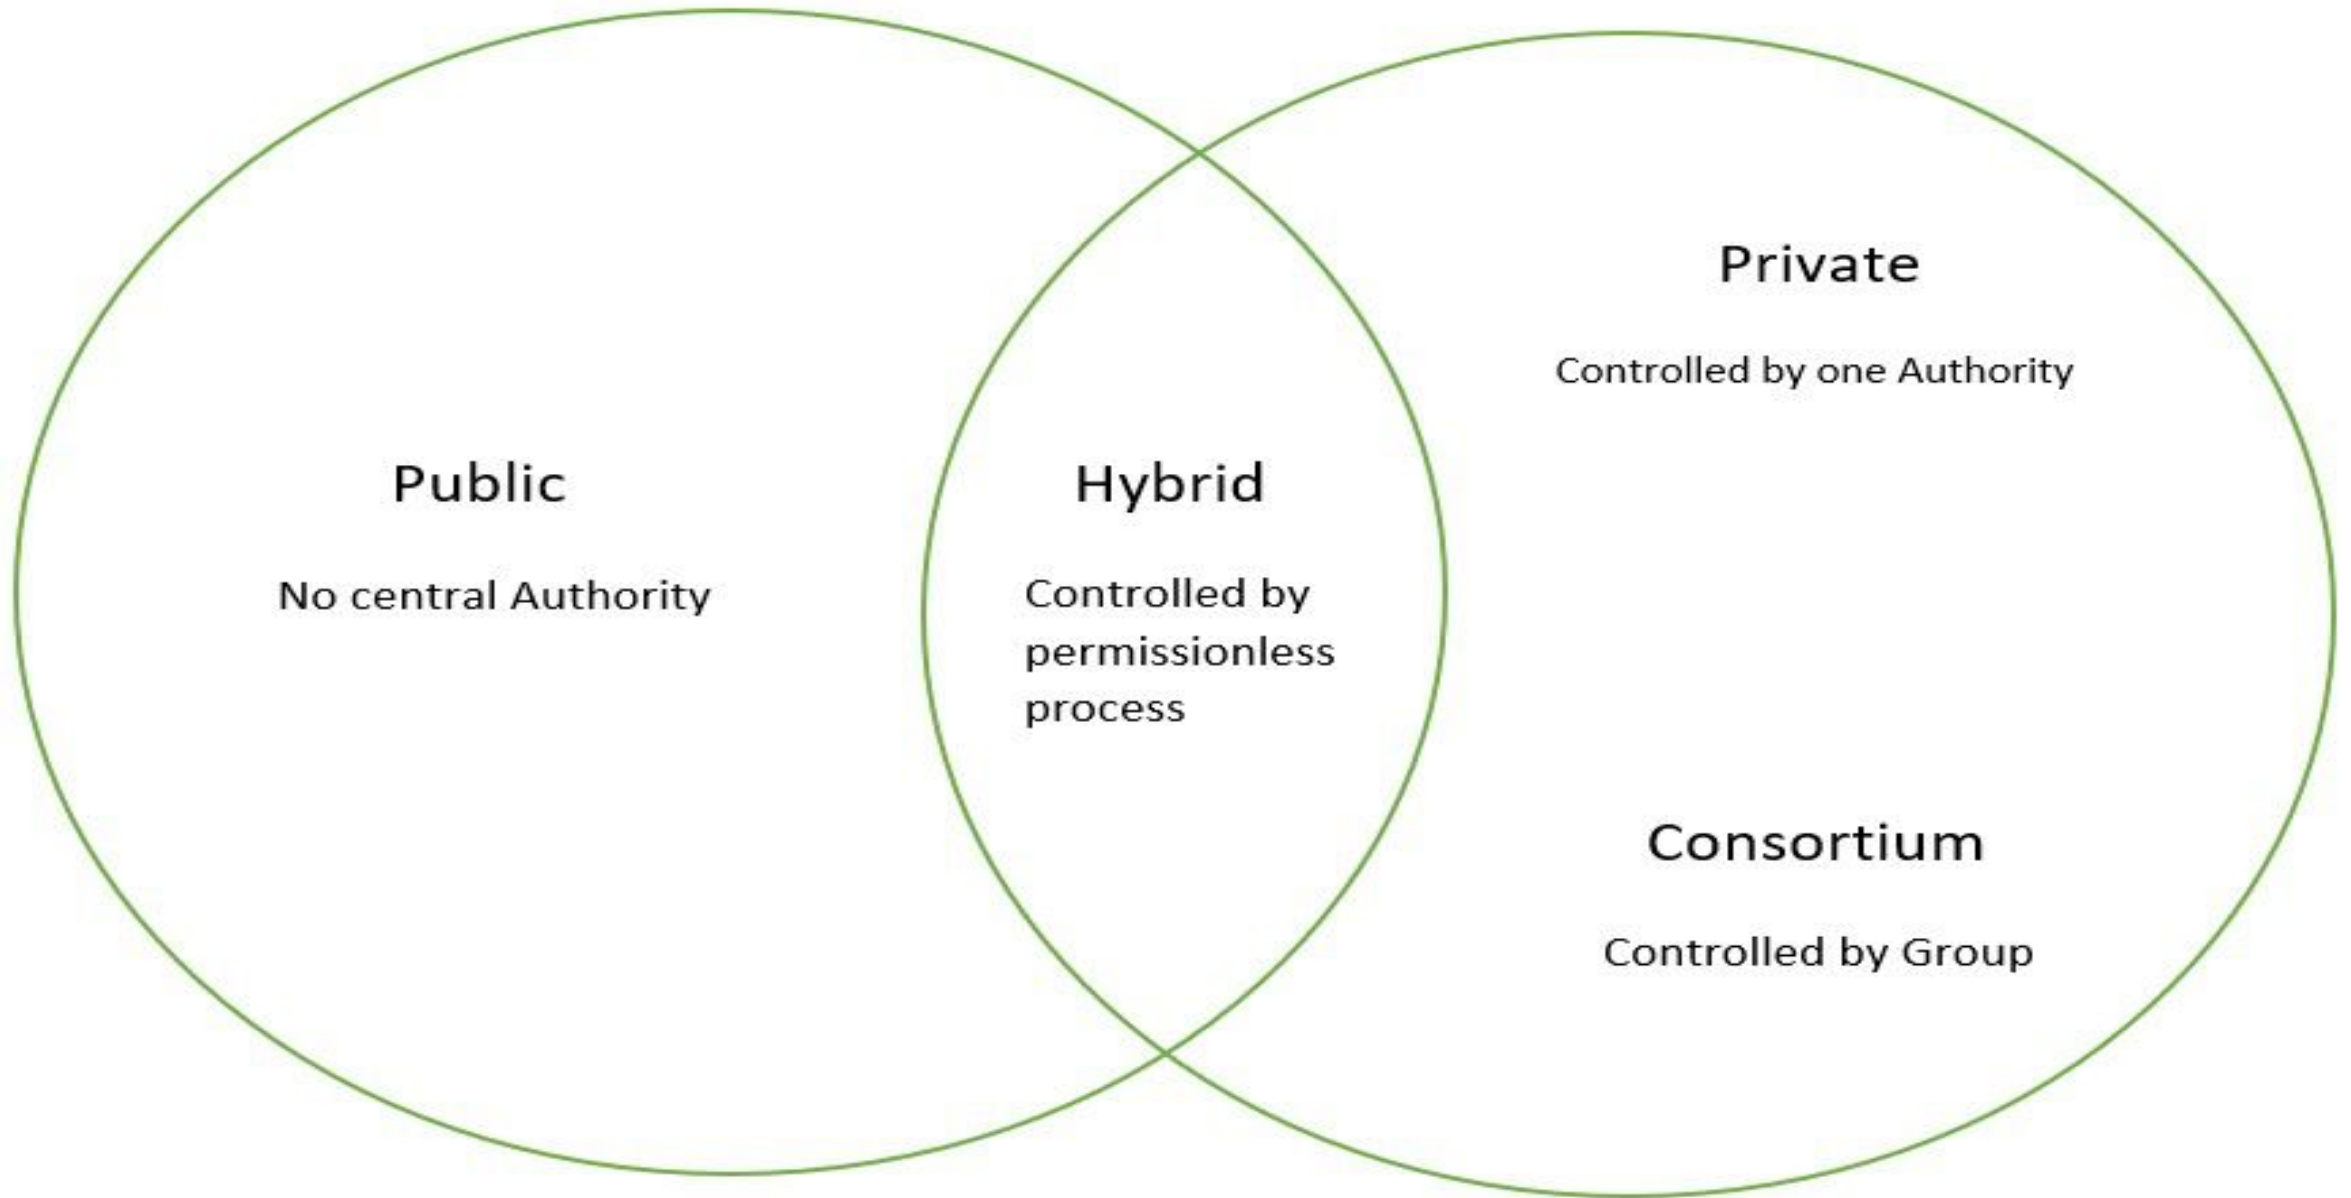 Public
No central Authority
Hybrid
Controlled by
permissionless
process
Private
Controlled by one Authority
Consortium
Controlled by Group